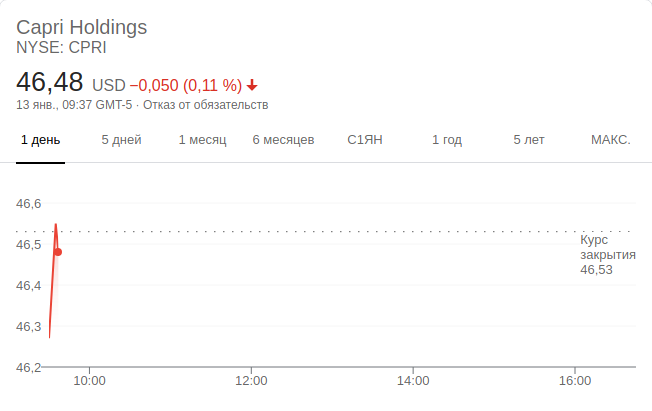 Capri Holdings
NYSE: CPRI
46,48 USD −0,050 (0,11 %)
13 янв., 09:37 GMT-5 · Отказ от обязательств
1 день 5 дней 1 месяц 6 месяцев С1ЯН 1 год 5 лет МАКС.
46,6
46,5
46,4
46,3
46,2
Курс
закрытия
46,53
10:00 12:00 14:00 16:00